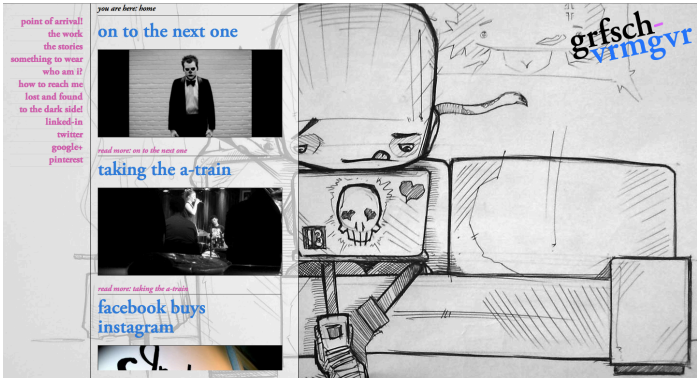 you are here: home
point of arrival!
the work
the stories
something to wear
who am i?
how to reach me
lost and found
to the dark side!
linked-in
twitter
google+
pinterest
on to the next one
read more: on to the next one
taking the a-train
read more: taking the a-train
facebook buys
instagram
grfsch-
vrmgvr
13